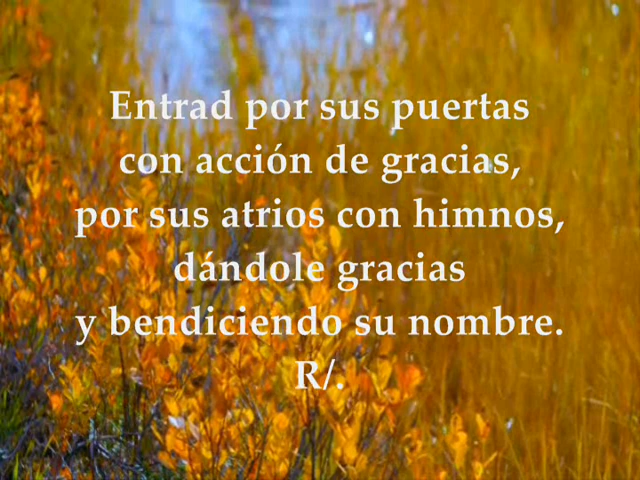 Entrad por sus puertas
con acción de gracias,
por sus atrios con himnos,
dándole gracias
y bendiciendo su nombre.
R/.